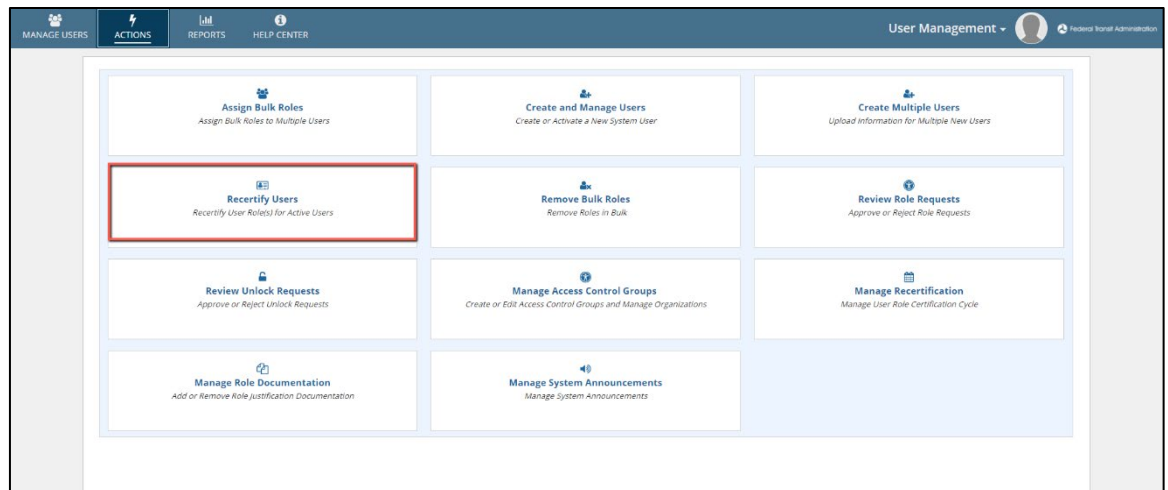 MANAGE USERS
ACTIONS
REPORTS
HELP CENTER
User Management
Federal Transit Administration
Assign Bulk Roles
Assign Bulk Roles to Multiple Users
Create and Manage Users
Create or Activate a New System User
Create Multiple Users
Upload Information for Multiple New Users
Recertify Users
Recertify User Role(s) for Active Users
Remove Bulk Roles
Remove Roles in Bulk
Review Role Requests
Approve or Reject Role Requests
Review Unlock Requests
Approve or Reject Unlock Requests
Manage Access Control Groups
Create or Edit Access Control Groups and Manage Organizations
Manage Recertification
Manage User Role Certification Cycle
Manage Role Documentation
Add or Remove Role Justification Documentation
Manage System Announcements
Manage System Announcements